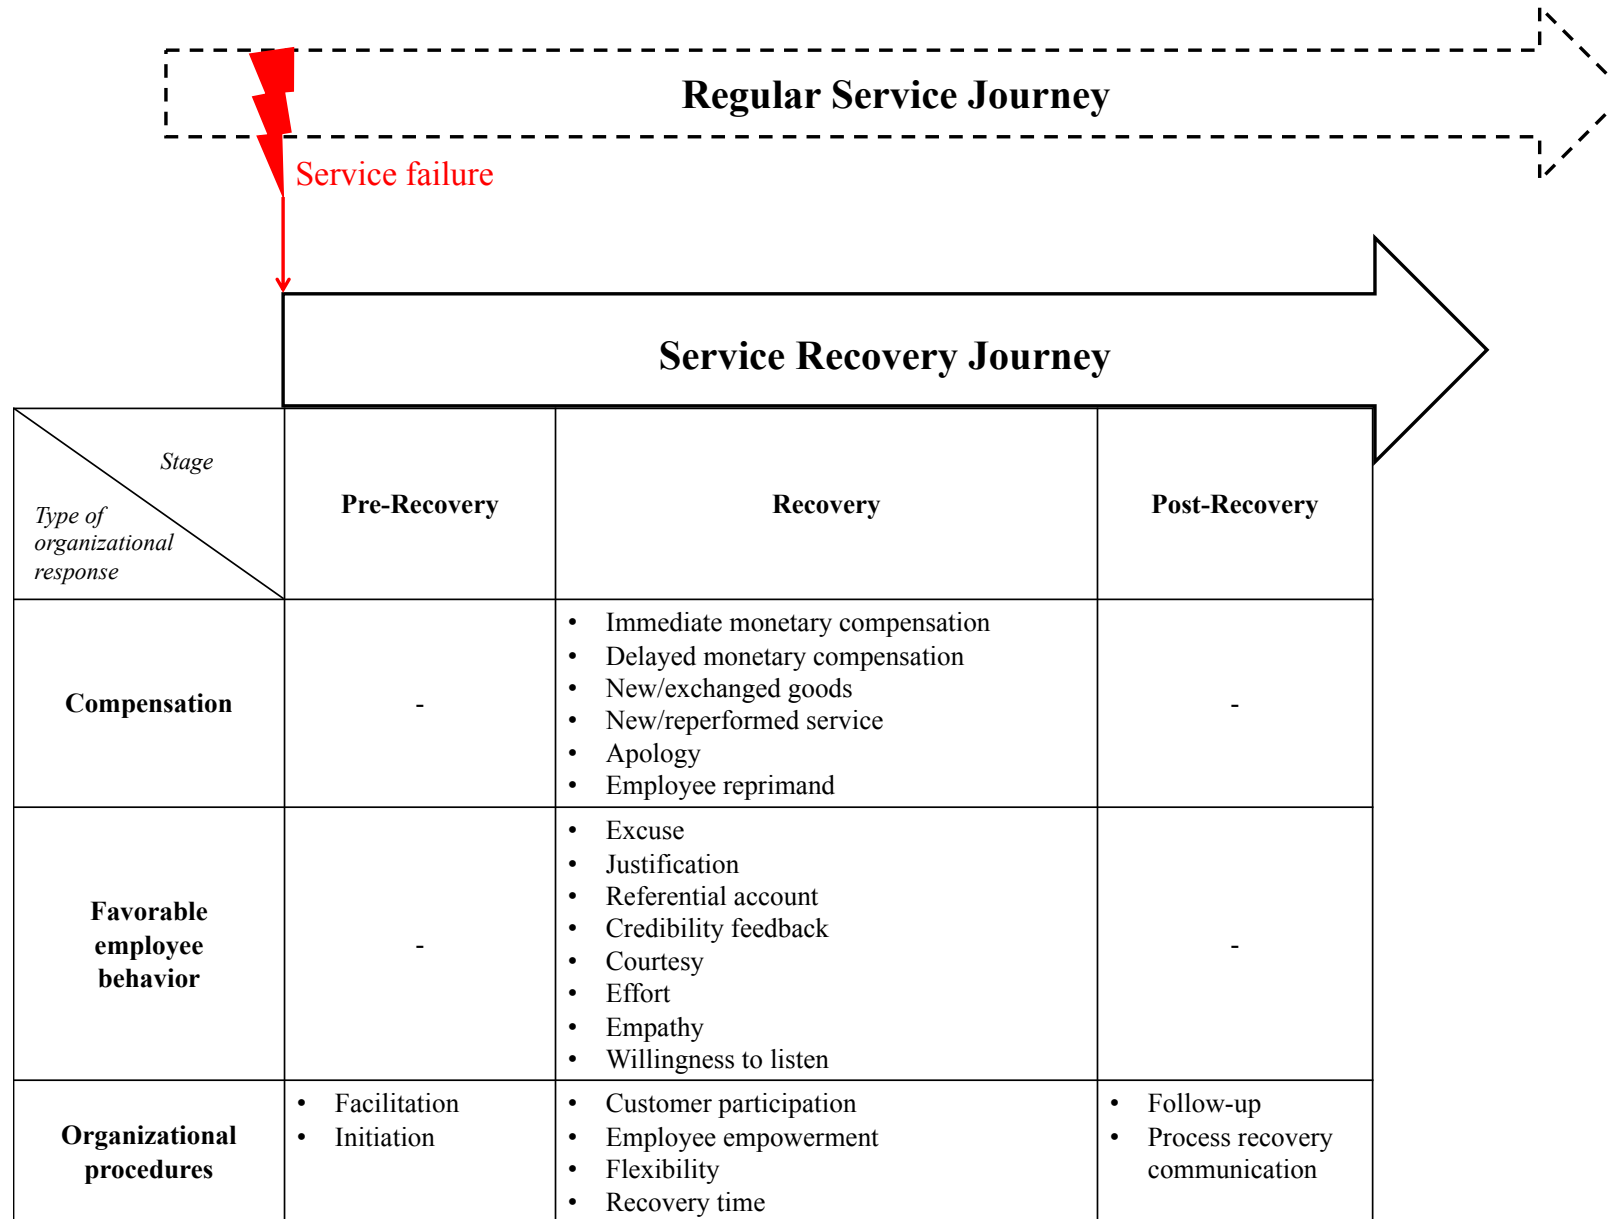 Regular Service Journey
Service failure
Service Recovery Journey
Stage
Type of
organizational
response
Pre-Recovery
Recovery
Post-Recovery
Compensation
-
• Immediate monetary compensation
• Delayed monetary compensation
• New/exchanged goods
• New/reperformed service
• Apology
• Employee reprimand
-
Favorable
employee
behavior
-
• Excuse
• Justification
• Referential account
• Credibility feedback
• Courtesy
• Effort
• Empathy
• Willingness to listen
-
Organizational
procedures
• Facilitation
• Initiation
• Customer participation
• Employee empowerment
• Flexibility
• Recovery time
• Follow-up
• Process recovery
communication